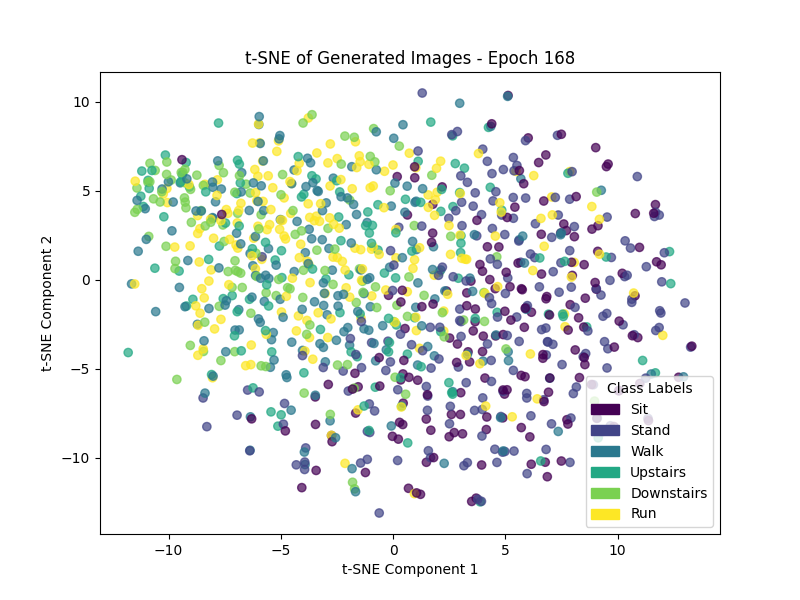 t-SNE of Generated Images - Epoch 168
t-SNE Component 2
10
5
0
−5
−10
Class Labels
Sit
Stand
Walk
Upstairs
Downstairs
Run
−10
−5
0
5
10
t-SNE Component 1